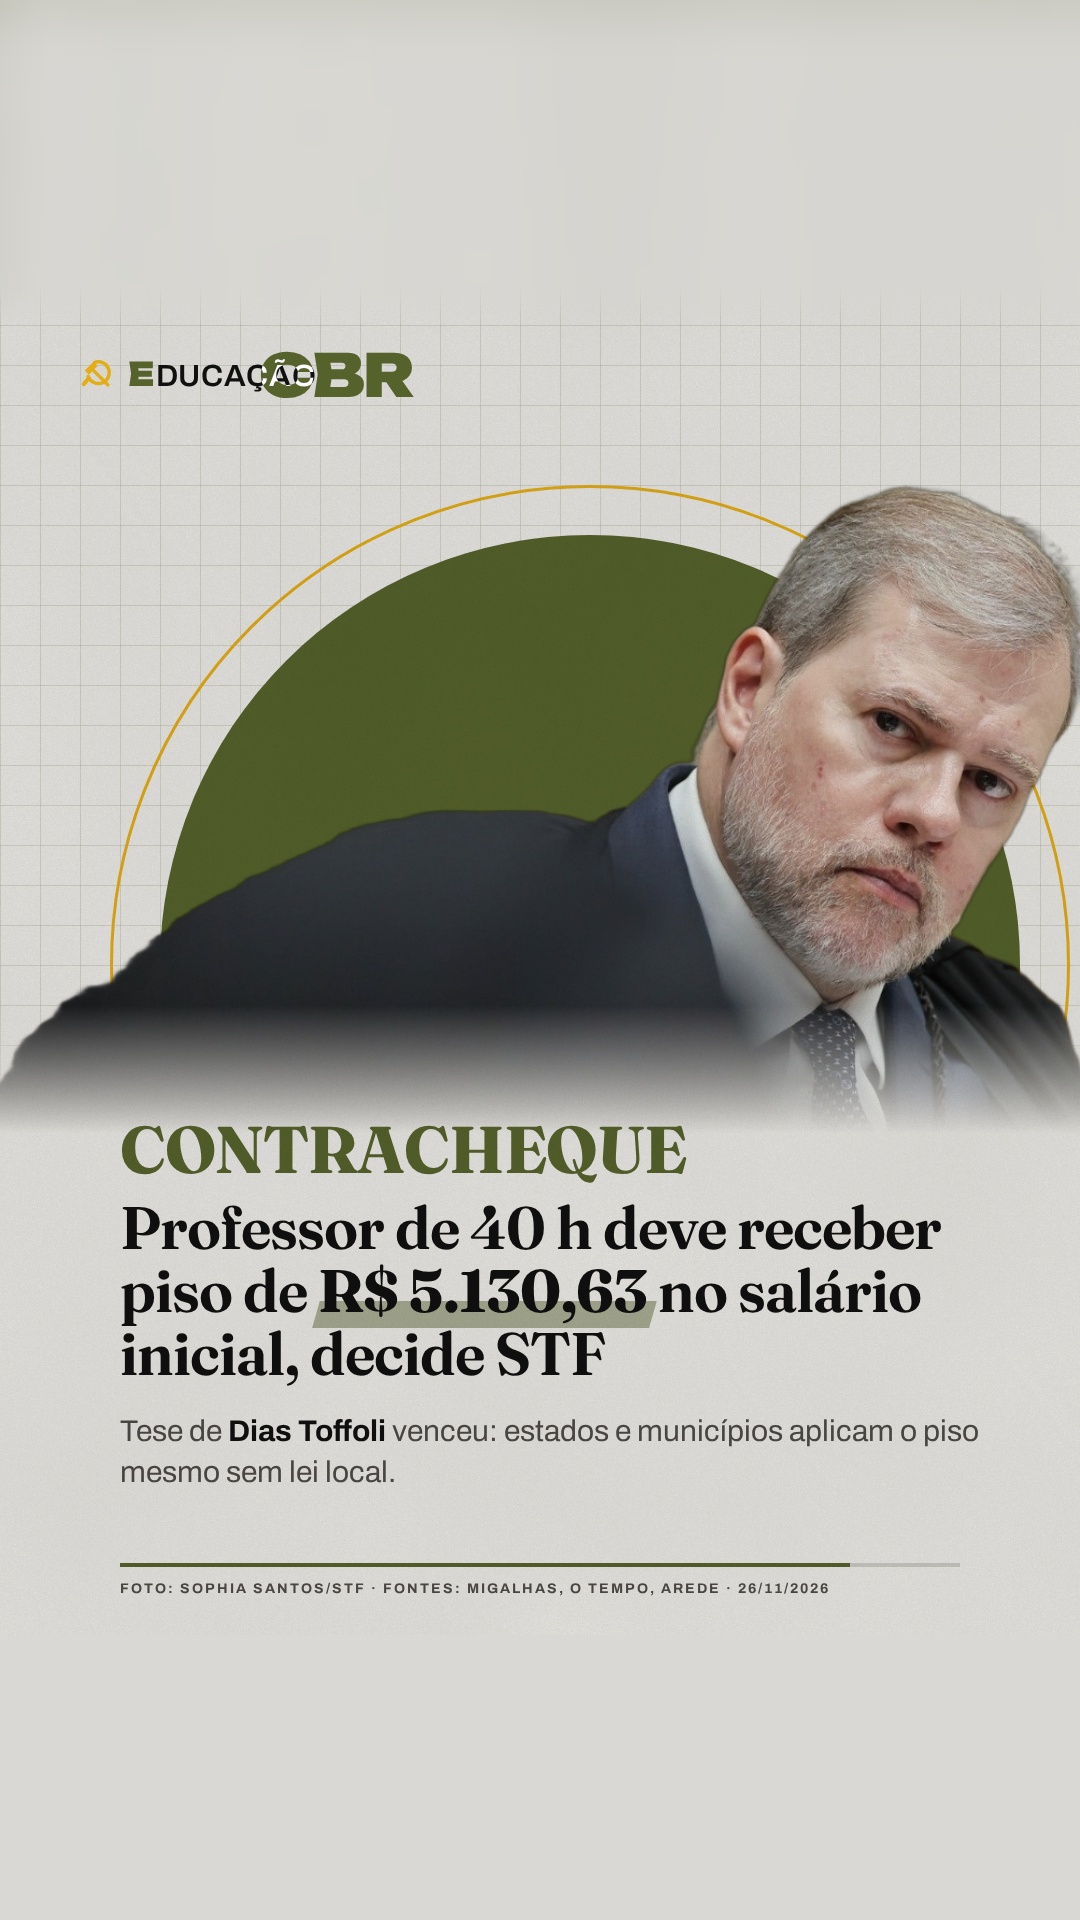 EDUCAÇÃO BR
CONTRACHEQUE
Professor de 40 h deve receber
piso de R$ 5.130,63 no salário
inicial, decide STF
Tese de Dias Toffoli venceu: estados e municípios aplicam o piso
mesmo sem lei local.
FOTO: SOPHIA SANTOS/STF · FONTES: MIGALHAS, O TEMPO, AREDE · 26/11/2026